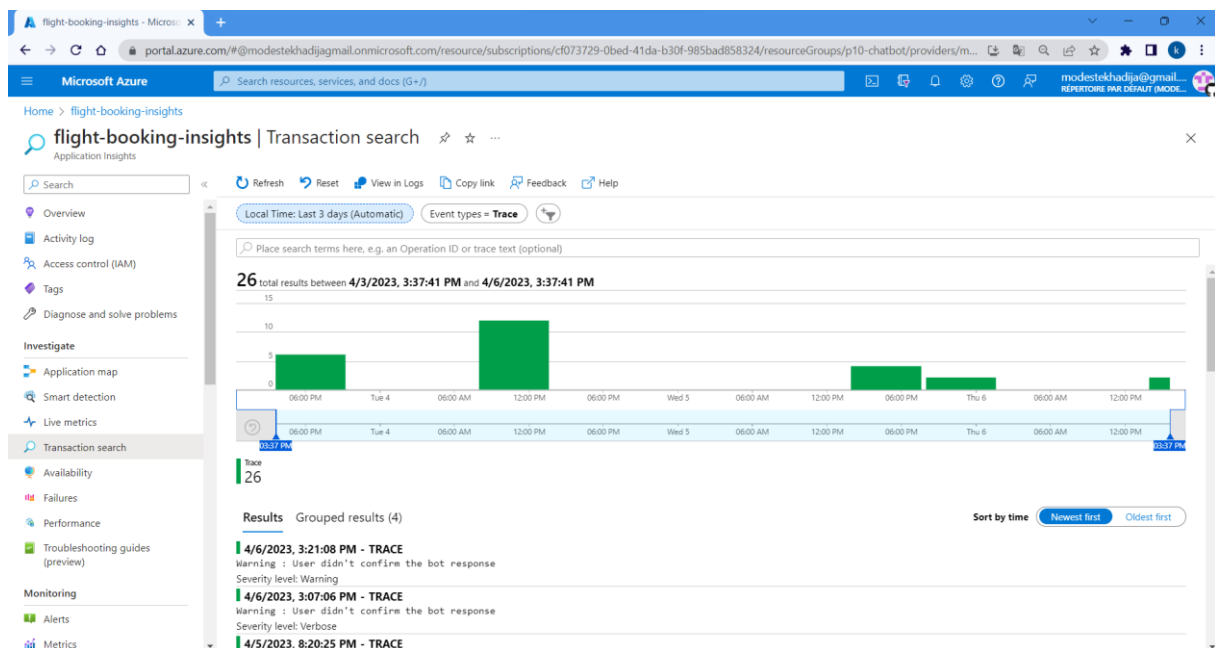 flight-booking-insights - Microso
portal.azure.com/#@modestekhadijagmail.onmicrosoft.com/resource/subscriptions/cf073729-0bed-41da-b30f-985bad858324/resourceGroups/p10-chatbot/providers/m...
k
Microsoft Azure
Search resources, services, and docs (G+/)
modestekhadija@gmail....
RÉPERTOIRE PAR DÉFAUT (MODE...
Home > flight-booking-insights
flight-booking-insights | Transaction search
Application Insights
Search
Refresh Reset View in Logs Copy link Feedback Help
Overview
Activity log
Access control (IAM)
Tags
Diagnose and solve problems
Investigate
Application map
Smart detection
Live metrics
Transaction search
Availability
Failures
Performance
Troubleshooting guides
(preview)
Monitoring
Alerts
Metrics
Local Time: Last 3 days (Automatic) Event types = Trace
Place search terms here, e.g. an Operation ID or trace text (optional)
26 total results between 4/3/2023, 3:37:41 PM and 4/6/2023, 3:37:41 PM
15
10
5
0
06:00 PM Tue 4 06:00 AM 12:00 PM 06:00 PM Wed 5 06:00 AM 12:00 PM 06:00 PM Thu 6 06:00 AM 12:00 PM
06:00 PM Tue 4 06:00 AM 12:00 PM 06:00 PM Wed 5 06:00 AM 12:00 PM 06:00 PM Thu 6 06:00 AM 12:00 PM
03:37 PM 03:37 PM
Trace
26
Results Grouped results (4) Sort by time Newest first Oldest first
4/6/2023, 3:21:08 PM - TRACE
Warning : User didn't confirm the bot response
Severity level: Warning
4/6/2023, 3:07:06 PM - TRACE
Warning : User didn't confirm the bot response
Severity level: Verbose
4/5/2023, 8:20:25 PM - TRACE